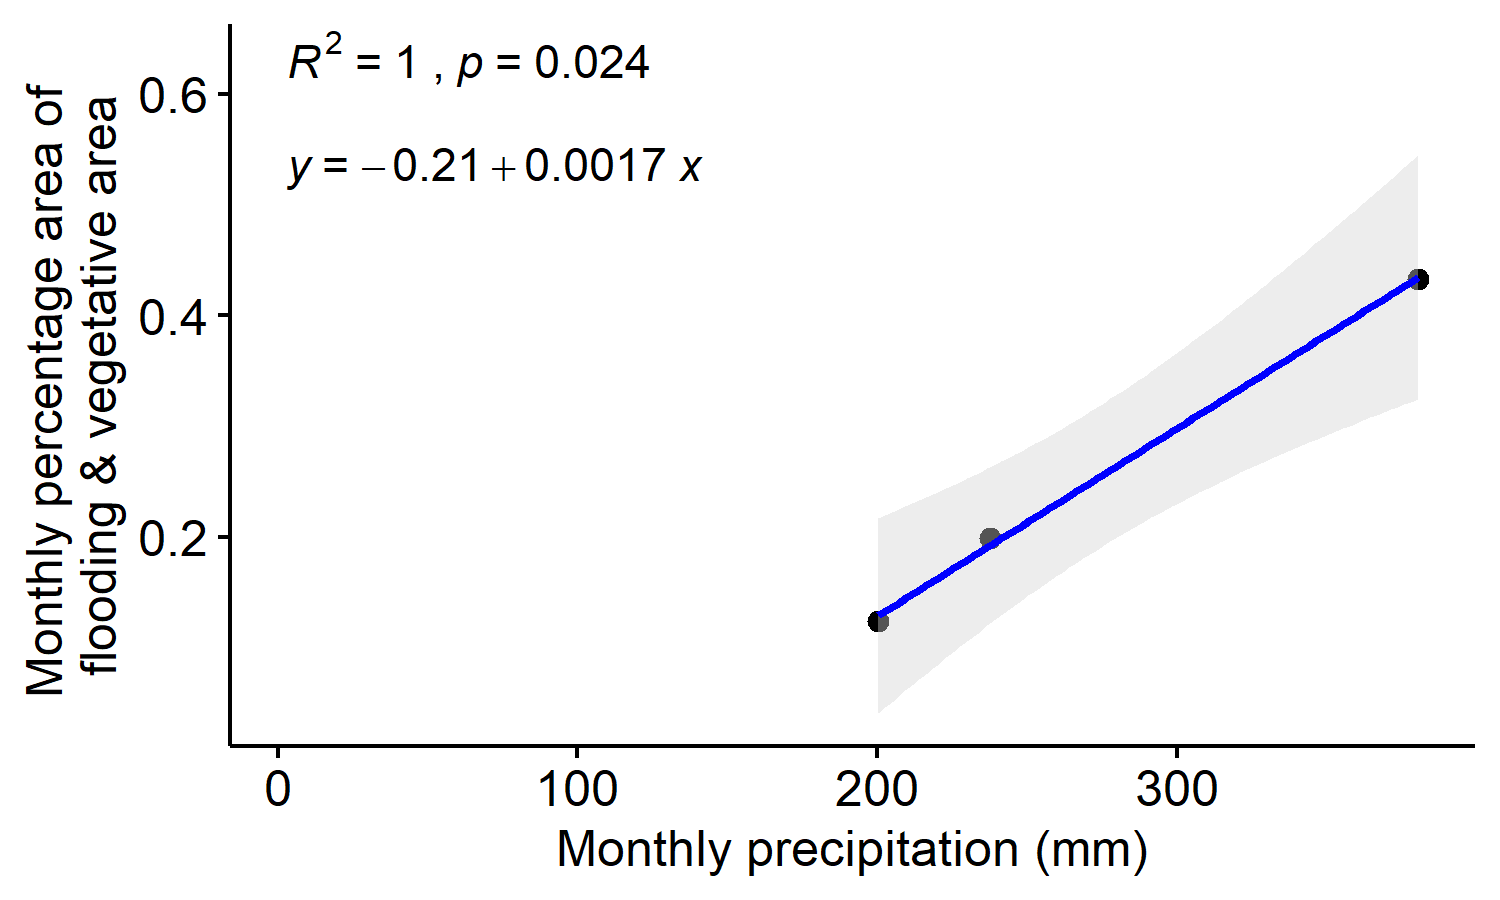 R² = 1 , p = 0.024
y = −0.21 + 0.0017 x
Monthly percentage area of
flooding & vegetative area
0.6
0.4
0.2
0 100 200 300
Monthly precipitation (mm)